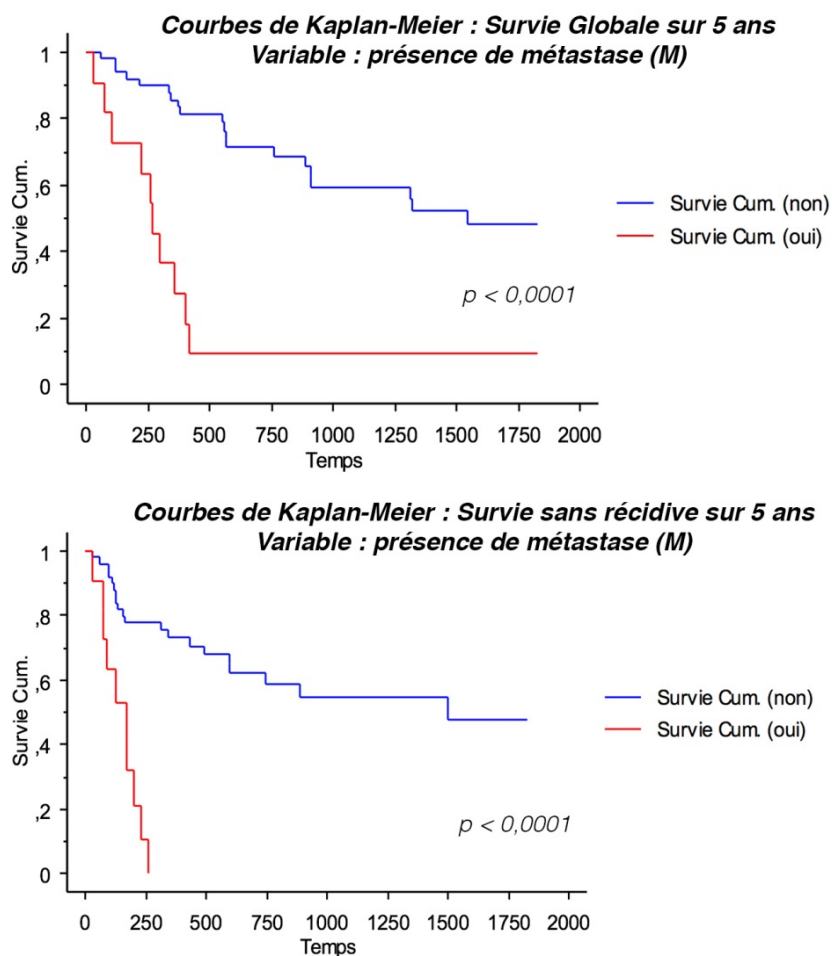 Courbes de Kaplan-Meier : Survie Globale sur 5 ans
Variable : présence de métastase (M)
1
,8
,6
,4
,2
0
Survie Cum.
Survie Cum. (non)
Survie Cum. (oui)
p < 0,0001
0 250 500 750 1000 1250 1500 1750 2000
Temps
Courbes de Kaplan-Meier : Survie sans récidive sur 5 ans
Variable : présence de métastase (M)
1
,8
,6
,4
,2
0
Survie Cum.
Survie Cum. (non)
Survie Cum. (oui)
p < 0,0001
0 250 500 750 1000 1250 1500 1750 2000
Temps